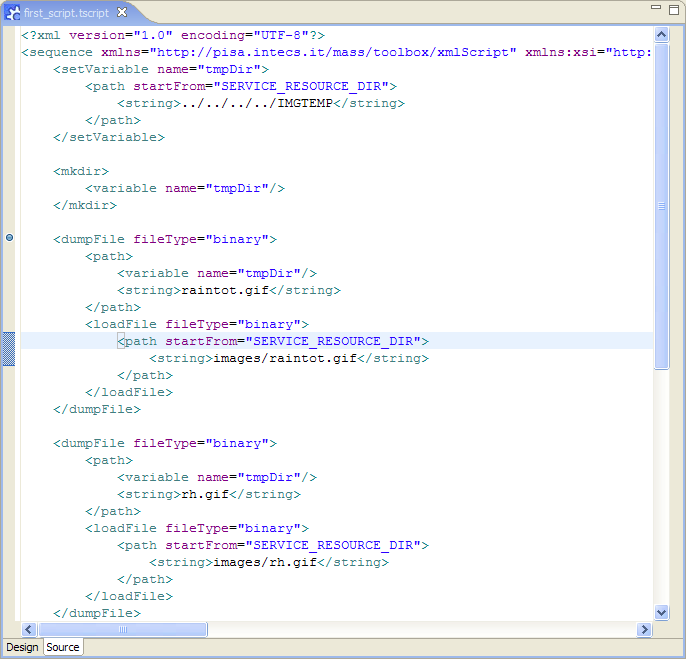 first_script.tscript
<?xml version="1.0" encoding="UTF-8"?>
<sequence xmlns="http://pisa.intecs.it/mass/toolbox/xmlScript" xmlns:xsi="http:
    <setVariable name="tmpDir">
        <path startFrom="SERVICE_RESOURCE_DIR">
            <string>../../../../IMGTEMP</string>
        </path>
    </setVariable>

    <mkdir>
        <variable name="tmpDir"/>
    </mkdir>

    <dumpFile fileType="binary">
        <path>
            <variable name="tmpDir"/>
            <string>raintot.gif</string>
        </path>
        <loadFile fileType="binary">
            <path startFrom="SERVICE_RESOURCE_DIR">
                <string>images/raintot.gif</string>
            </path>
        </loadFile>
    </dumpFile>

    <dumpFile fileType="binary">
        <path>
            <variable name="tmpDir"/>
            <string>rh.gif</string>
        </path>
        <loadFile fileType="binary">
            <path startFrom="SERVICE_RESOURCE_DIR">
                <string>images/rh.gif</string>
            </path>
        </loadFile>
    </dumpFile>
Design Source